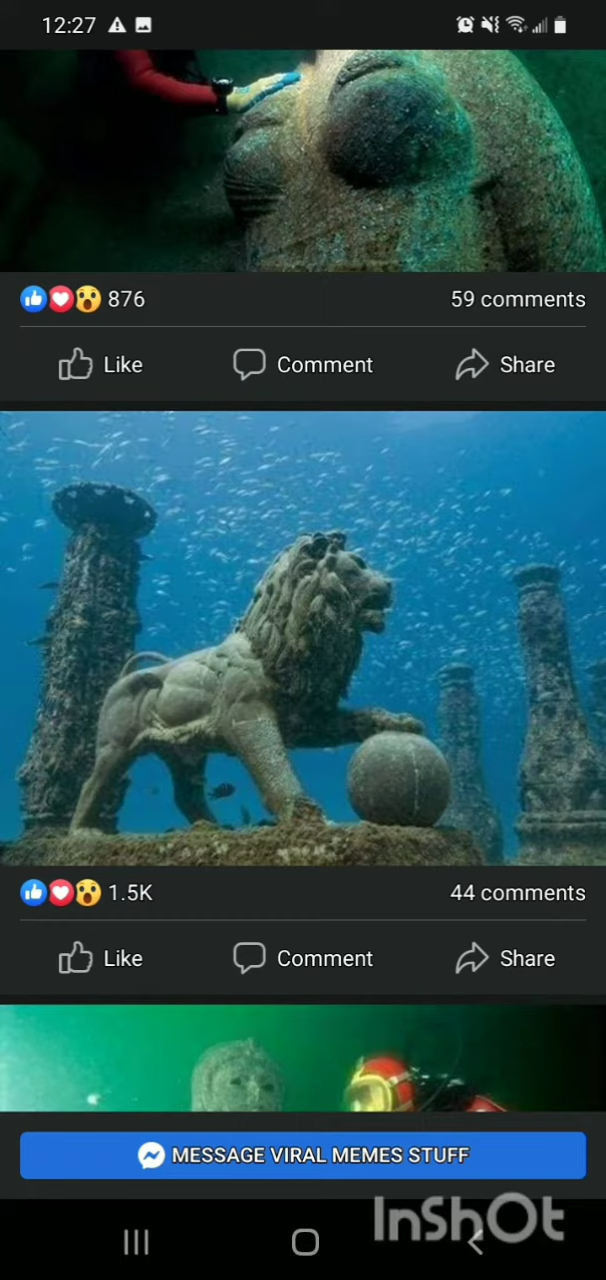 12:27
876
59 comments
Like
Comment
Share
1.5K
44 comments
Like
Comment
Share
MESSAGE VIRAL MEMES STUFF
InShOt